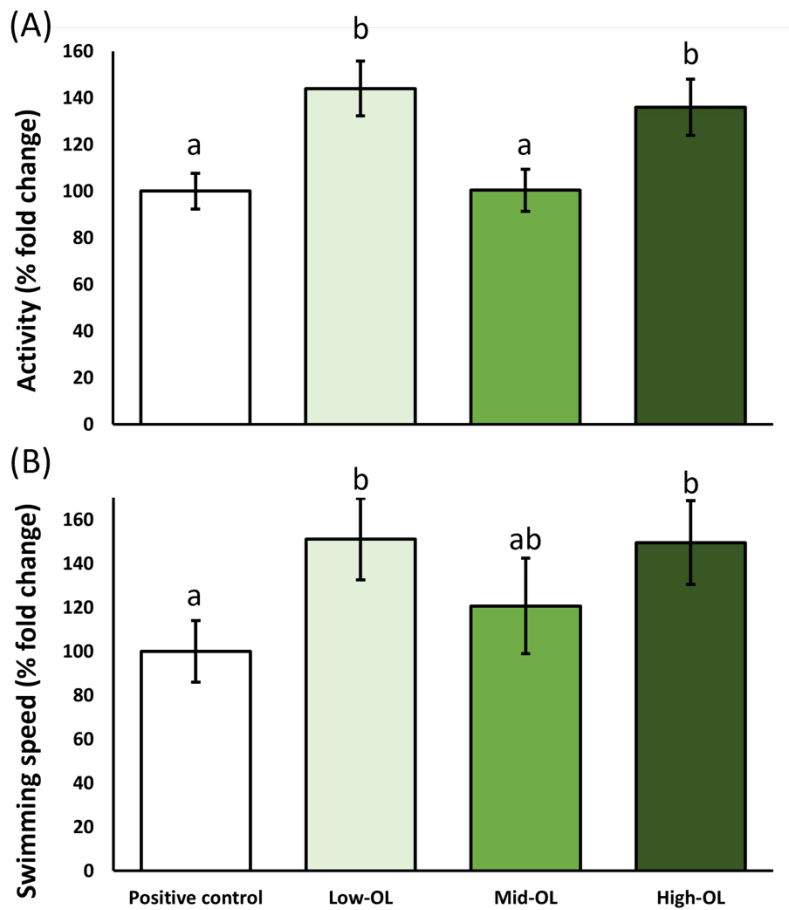 (A)
Activity (% fold change)
160
140
120
100
80
60
40
20
0
a
b
a
b
(B)
Swimming speed (% fold change)
160
140
120
100
80
60
40
20
0
a
b
ab
b
Positive control Low-OL Mid-OL High-OL